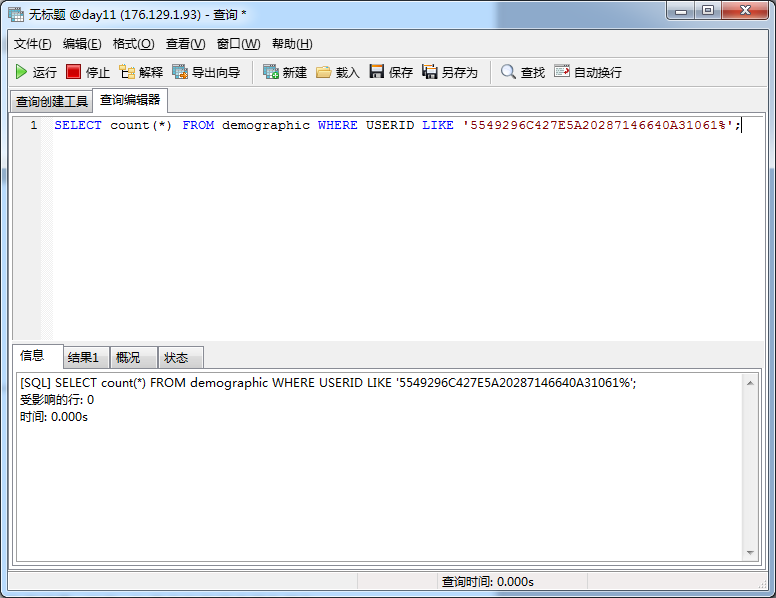 无标题 @day11 (176.129.1.93) - 查询 *
文件(F) 编辑(E) 格式(O) 查看(V) 窗口(W) 帮助(H)
运行 停止 解释 导出向导 新建 载入 保存 另存为 查找 自动换行
查询创建工具 查询编辑器
1 SELECT count(*) FROM demographic WHERE USERID LIKE '5549296C427E5A20287146640A31061%';
信息 结果1 概况 状态
[SQL] SELECT count(*) FROM demographic WHERE USERID LIKE '5549296C427E5A20287146640A31061%';
受影响的行: 0
时间: 0.000s
查询时间: 0.000s